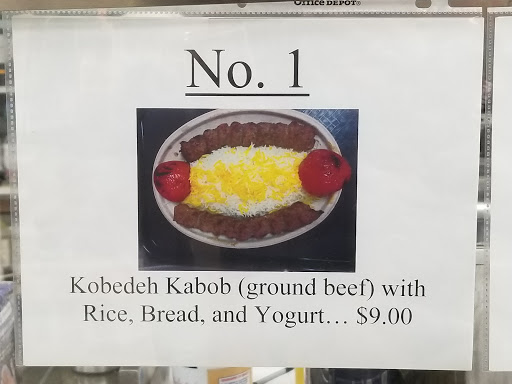 Office DEPOT®
No. 1
Kobedeh Kabob (ground beef) with
Rice, Bread, and Yogurt... $9.00